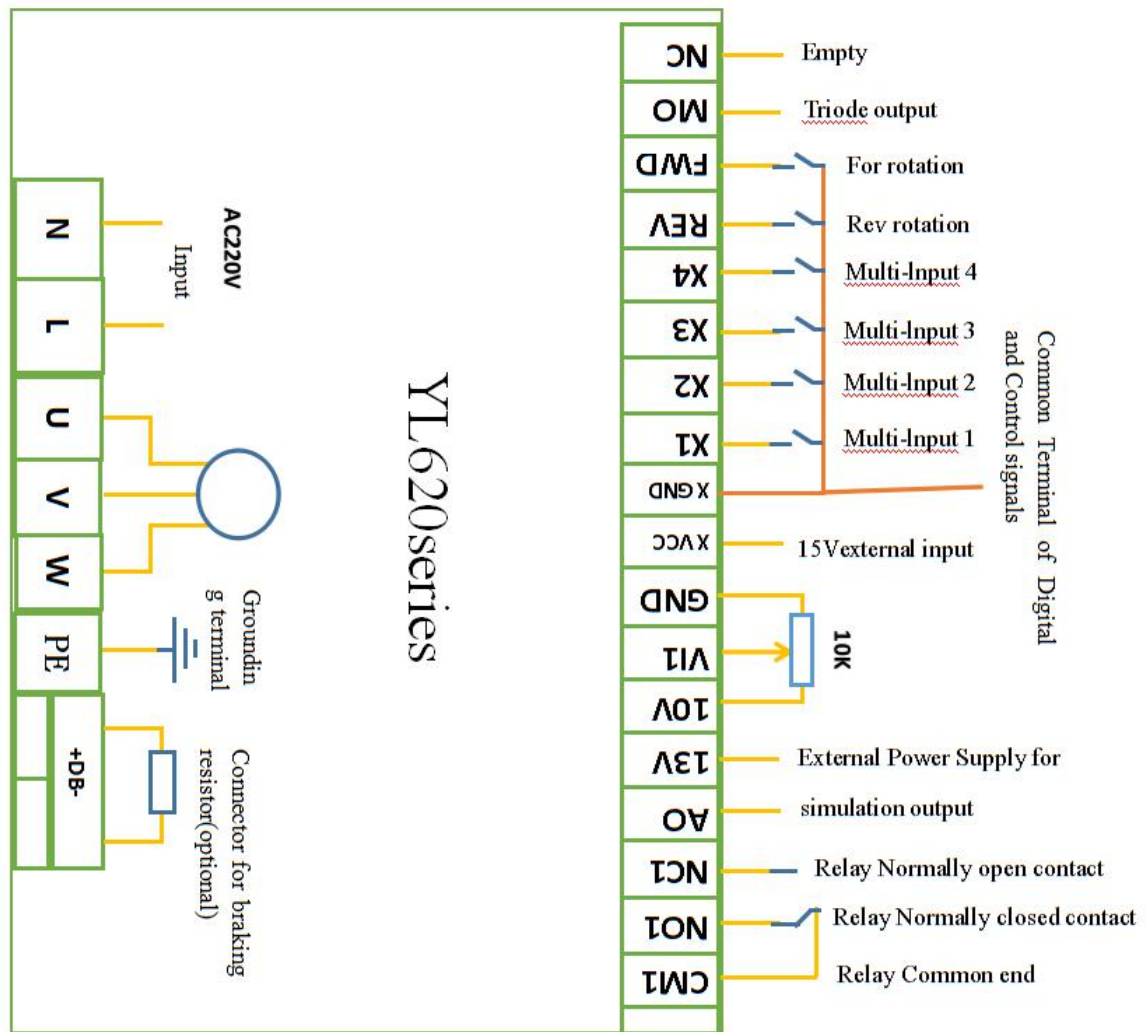 NC
Empty
MO
Triode output
FWD
For rotation
REV
Rev rotation
X4
Multi-Input 4
X3
Multi-Input 3
X2
Multi-Input 2
X1
Multi-Input 1
X GND
Common Terminal of Digital
and Control signals
X VCC
15Vexternal input
GND
VI1
10K
10V
13V
External Power Supply for
AO
simulation output
NC1
Relay Normally open contact
NO1
Relay Normally closed contact
CM1
Relay Common end
YL620series
N
L
AC220V
Input
U
V
W
PE
Groundin
g terminal
+DB-
Connector for braking
resistor(optional)